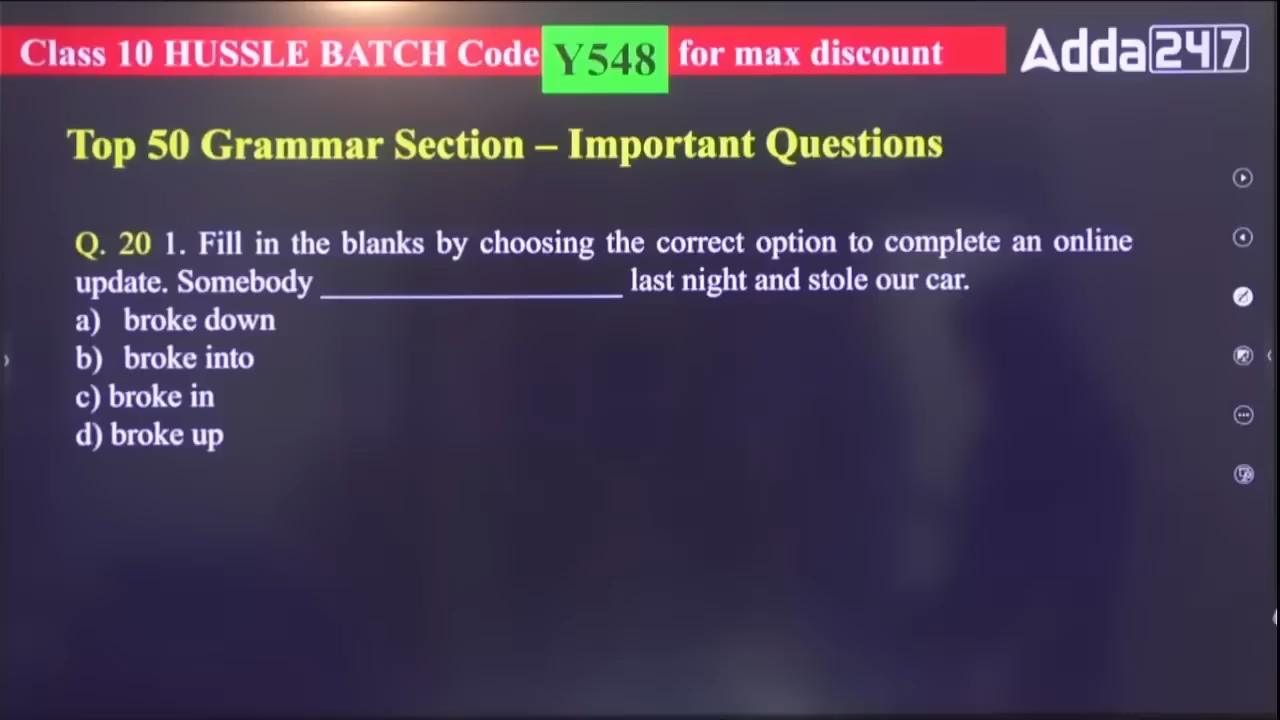 Class 10 HUSSLE BATCH Code Y548 for max discount
Adda247
Top 50 Grammar Section – Important Questions
Q. 20 1. Fill in the blanks by choosing the correct option to complete an online
update. Somebody ____________________ last night and stole our car.
a) broke down
b) broke into
c) broke in
d) broke up